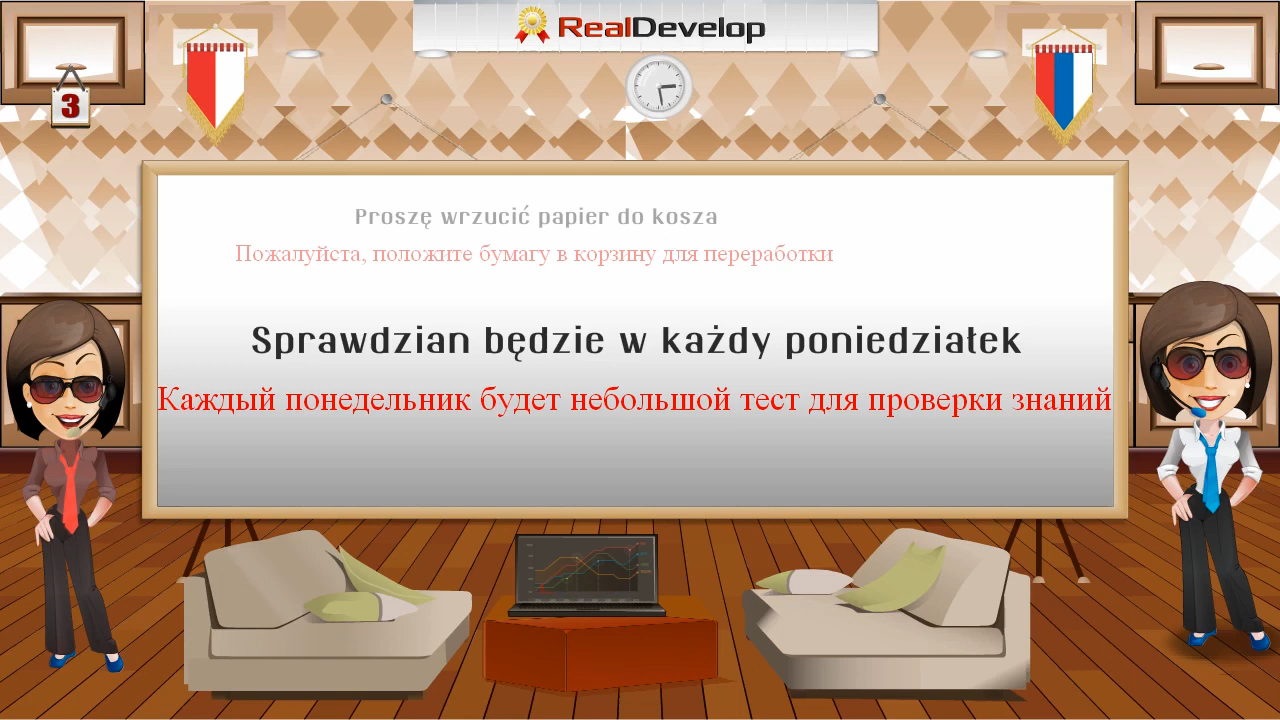 RealDevelop
3
Proszę wrzucić papier do kosza
Пожалуйста, положите бумагу в корзину для переработки
Sprawdzian będzie w każdy poniedziałek
Каждый понедельник будет небольшой тест для проверки знаний